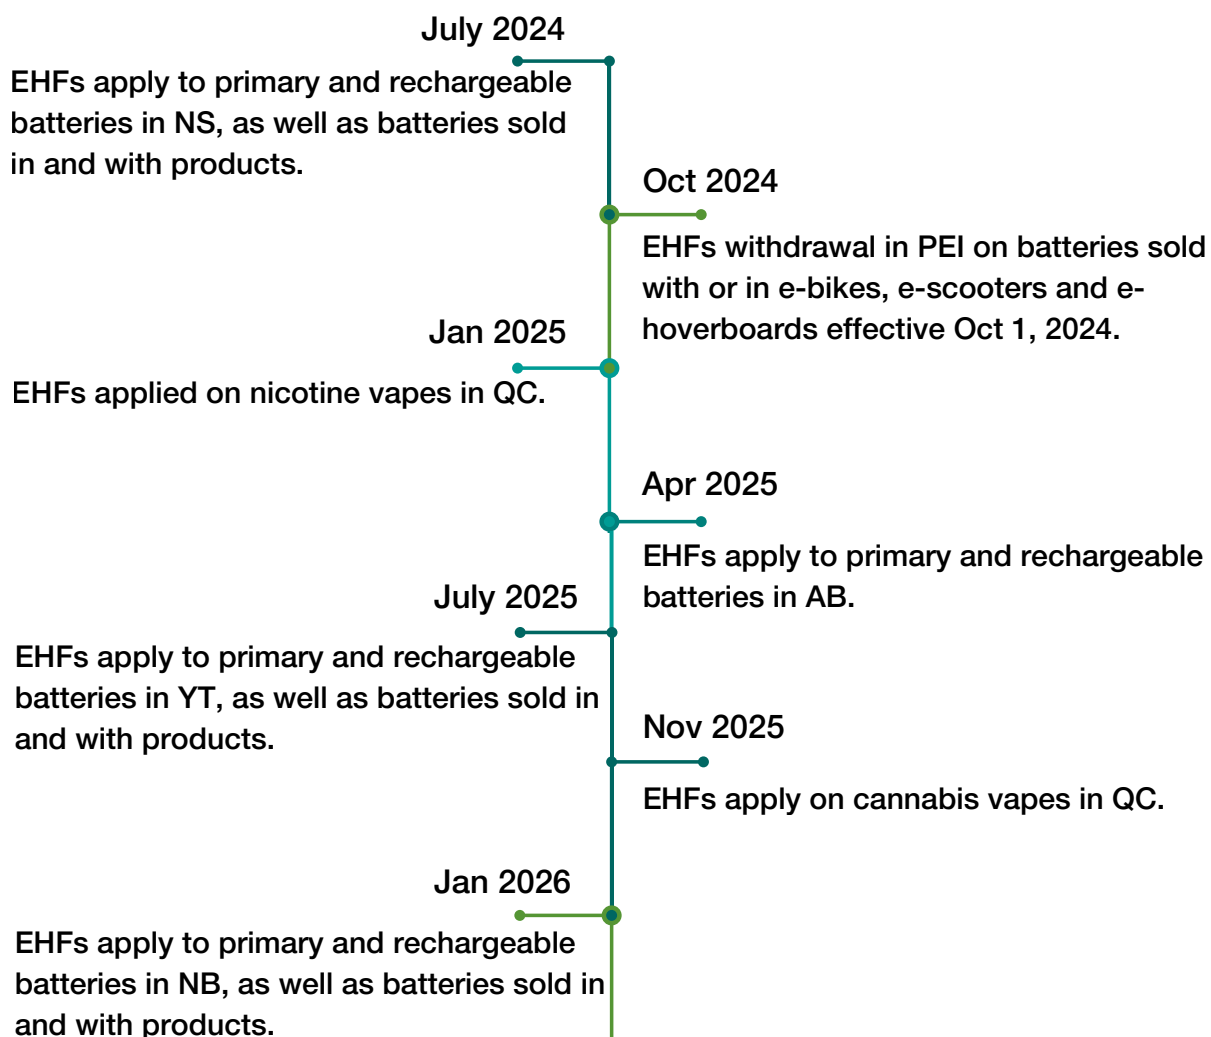 July 2024
EHFs apply to primary and rechargeable
batteries in NS, as well as batteries sold
in and with products.
Oct 2024
EHFs withdrawal in PEI on batteries sold
with or in e-bikes, e-scooters and e-
hoverboards effective Oct 1, 2024.
Jan 2025
EHFs applied on nicotine vapes in QC.
Apr 2025
EHFs apply to primary and rechargeable
batteries in AB.
July 2025
EHFs apply to primary and rechargeable
batteries in YT, as well as batteries sold in
and with products.
Nov 2025
EHFs apply on cannabis vapes in QC.
Jan 2026
EHFs apply to primary and rechargeable
batteries in NB, as well as batteries sold in
and with products.